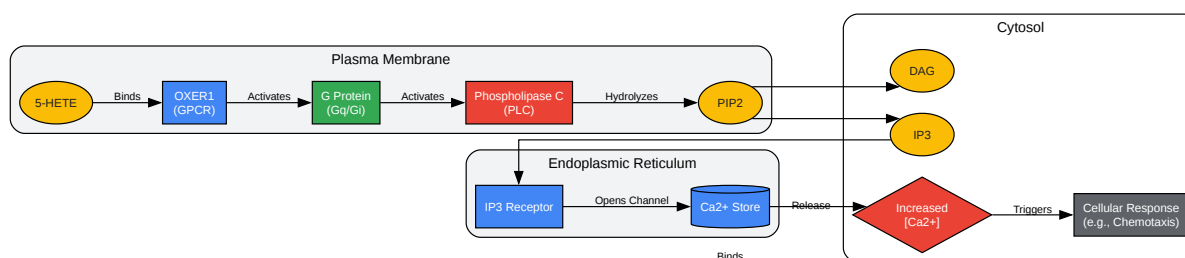 Cytosol
Plasma Membrane
DAG
5-HETE
Binds
OXER1
(GPCR)
Activates
G Protein
(Gq/Gi)
Activates
Phospholipase C
(PLC)
Hydrolyzes
PIP2
IP3
Endoplasmic Reticulum
IP3 Receptor
Opens Channel
Ca2+ Store
Release
Increased
[Ca2+]
Triggers
Cellular Response
(e.g., Chemotaxis)
Binds